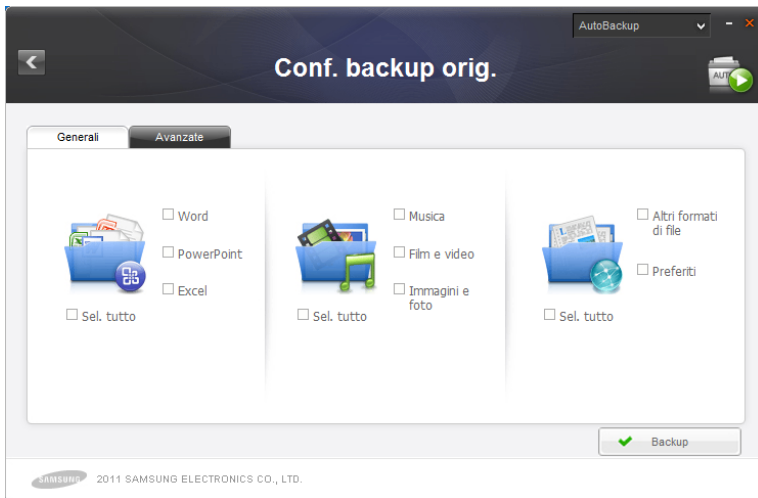 AutoBackup
Conf. backup orig.
AUT
Generali
Avanzate
Word
PowerPoint
Excel
Sel. tutto
Musica
Film e video
Immagini e
foto
Sel. tutto
Altri formati
di file
Preferiti
Sel. tutto
Backup
SAMSUNG
2011 SAMSUNG ELECTRONICS CO., LTD.